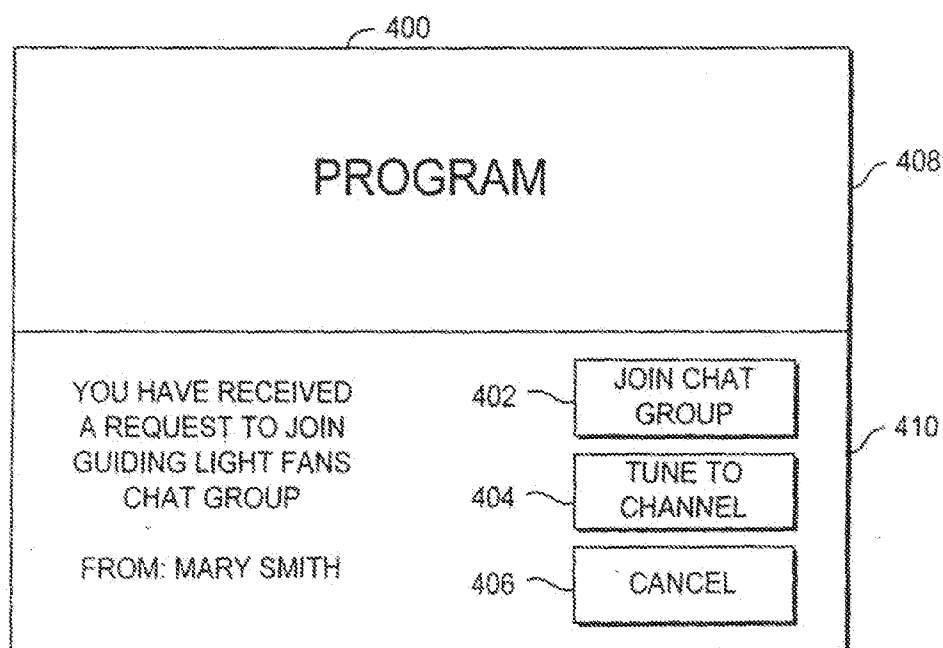 400
PROGRAM
408
YOU HAVE RECEIVED
A REQUEST TO JOIN
GUIDING LIGHT FANS
CHAT GROUP
FROM: MARY SMITH
402
JOIN CHAT
GROUP
410
404
TUNE TO
CHANNEL
406
CANCEL